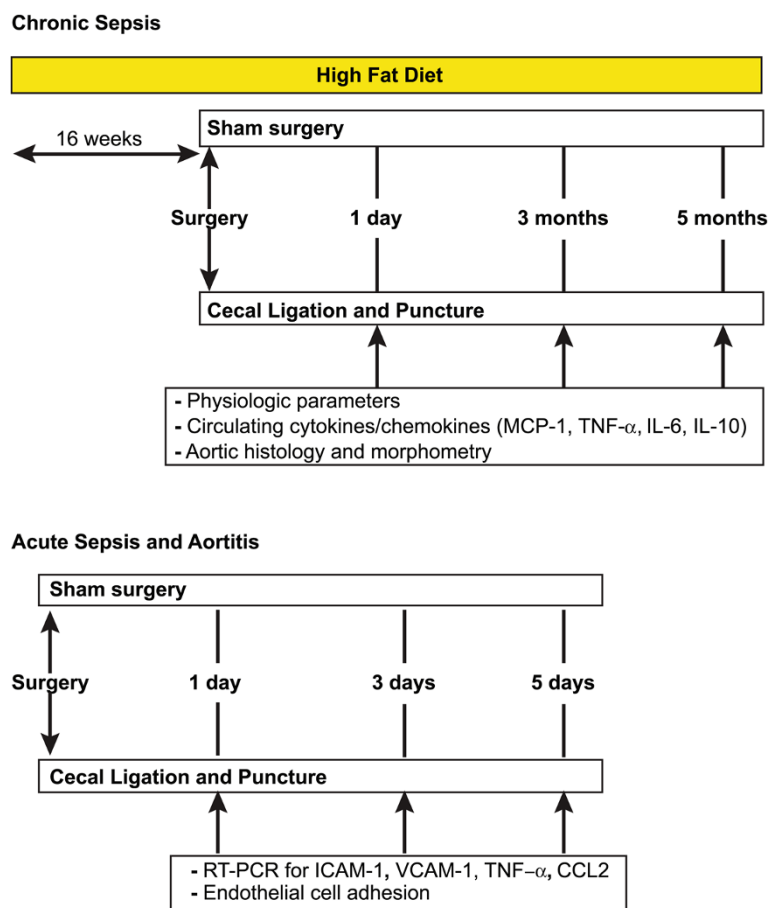 Chronic Sepsis
High Fat Diet
Sham surgery
16 weeks
Surgery 1 day 3 months 5 months
Cecal Ligation and Puncture
- Physiologic parameters
- Circulating cytokines/chemokines (MCP-1, TNF-α, IL-6, IL-10)
- Aortic histology and morphometry
Acute Sepsis and Aortitis
Sham surgery
Surgery 1 day 3 days 5 days
Cecal Ligation and Puncture
- RT-PCR for ICAM-1, VCAM-1, TNF–α, CCL2
- Endothelial cell adhesion